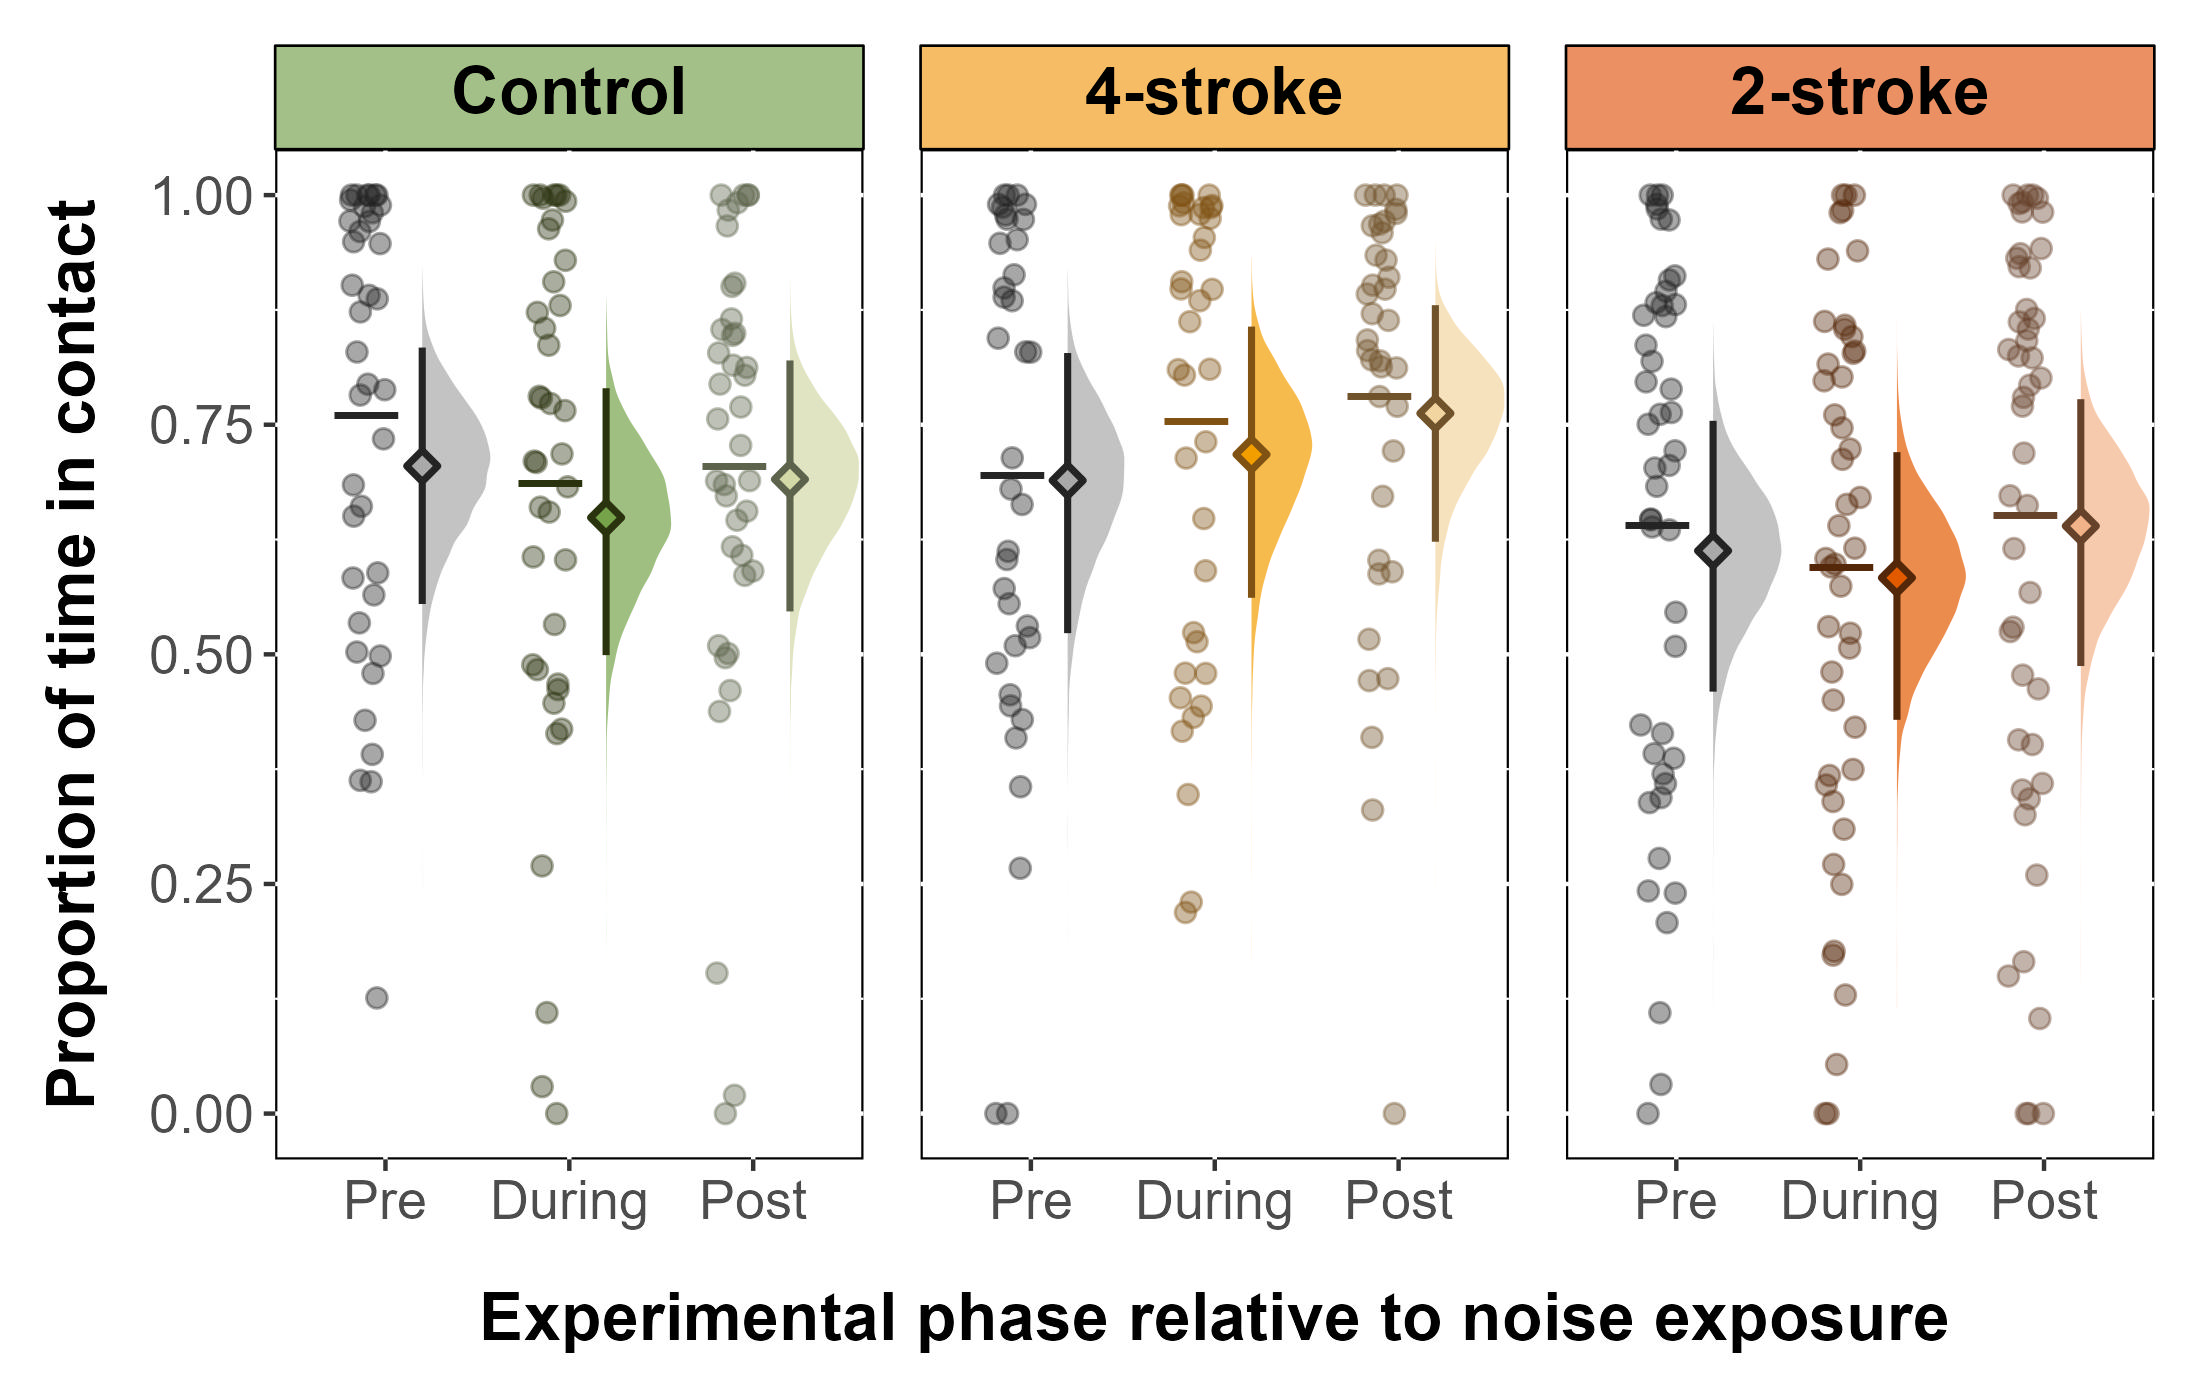 Control 4-stroke 2-stroke
Proportion of time in contact
1.00
0.75
0.50
0.25
0.00
Pre During Post Pre During Post Pre During Post
Experimental phase relative to noise exposure